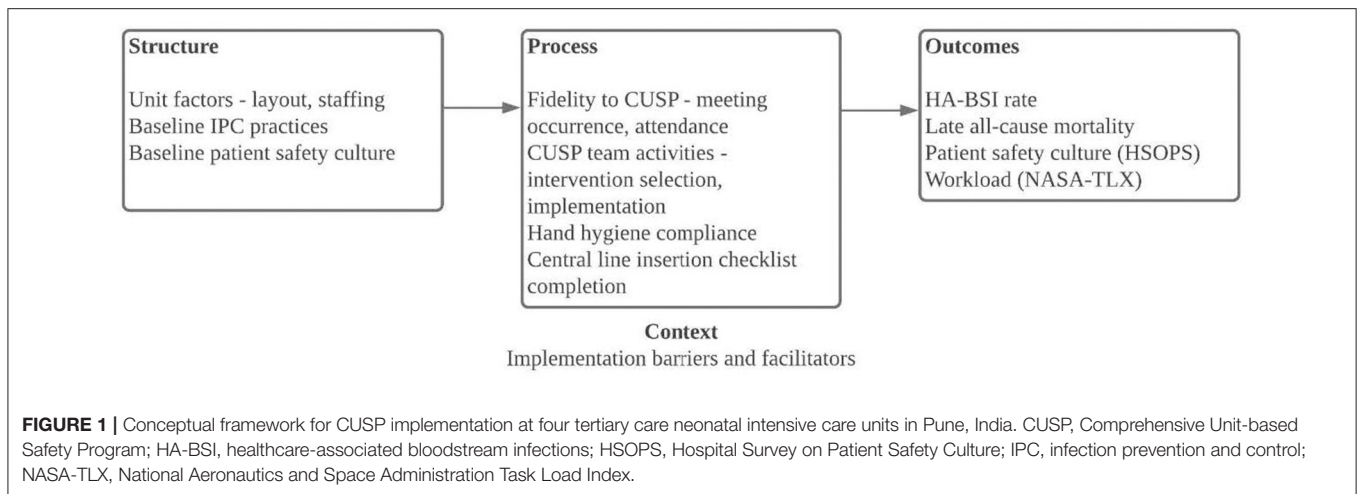 Structure
Unit factors - layout, staffing
Baseline IPC practices
Baseline patient safety culture
Process
Fidelity to CUSP - meeting
occurrence, attendance
CUSP team activities -
intervention selection,
implementation
Hand hygiene compliance
Central line insertion checklist
completion
Outcomes
HA-BSI rate
Late all-cause mortality
Patient safety culture (HSOPS)
Workload (NASA-TLX)
Context
Implementation barriers and facilitators
FIGURE 1 | Conceptual framework for CUSP implementation at four tertiary care neonatal intensive care units in Pune, India. CUSP, Comprehensive Unit-based
Safety Program; HA-BSI, healthcare-associated bloodstream infections; HSOPS, Hospital Survey on Patient Safety Culture; IPC, infection prevention and control;
NASA-TLX, National Aeronautics and Space Administration Task Load Index.